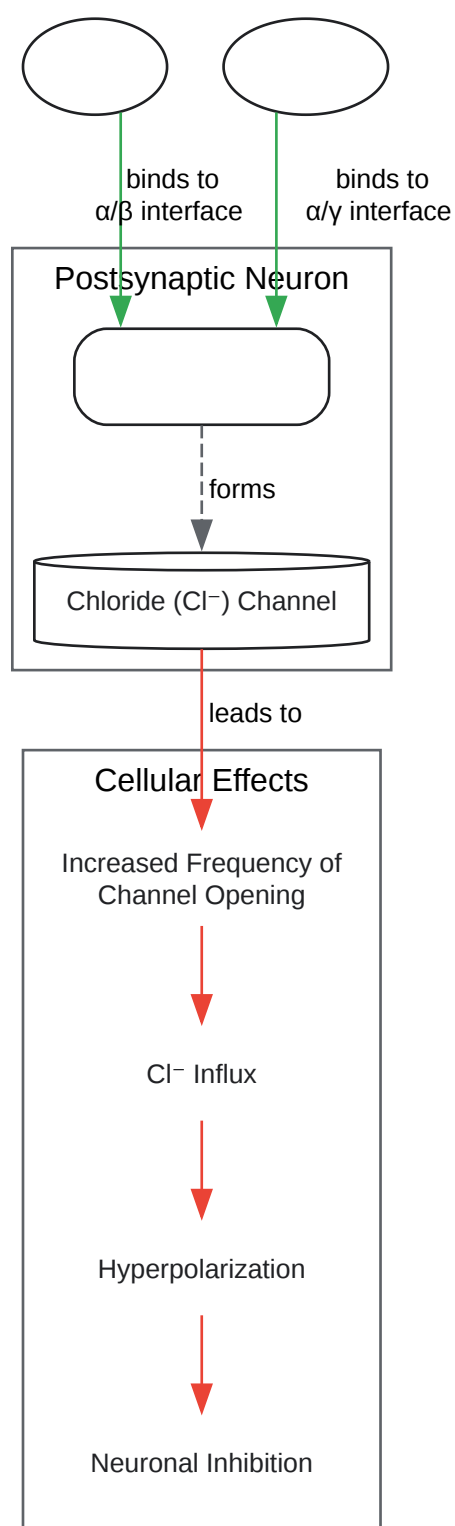 binds to
α/β interface
binds to
α/γ interface
Postsynaptic Neuron
forms
Chloride (Cl⁻) Channel
leads to
Cellular Effects
Increased Frequency of
Channel Opening
Cl⁻ Influx
Hyperpolarization
Neuronal Inhibition